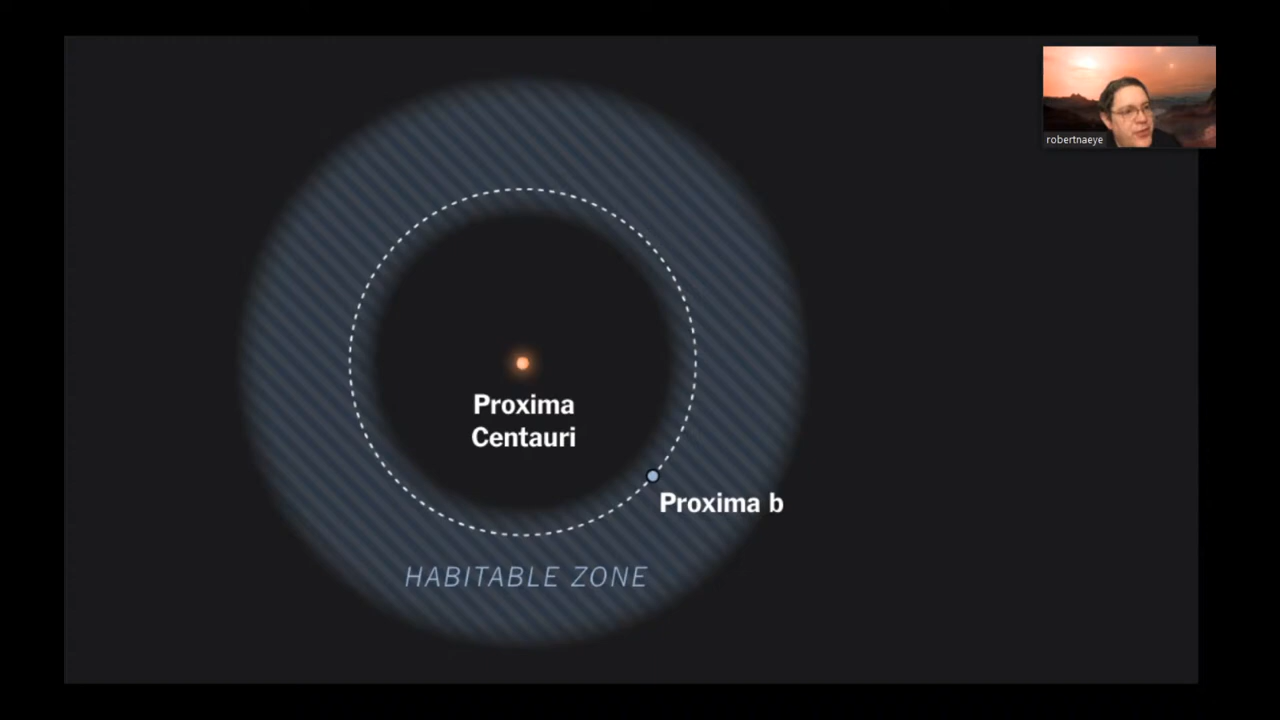 robertnaeye
Proxima
Centauri
Proxima b
HABITABLE ZONE